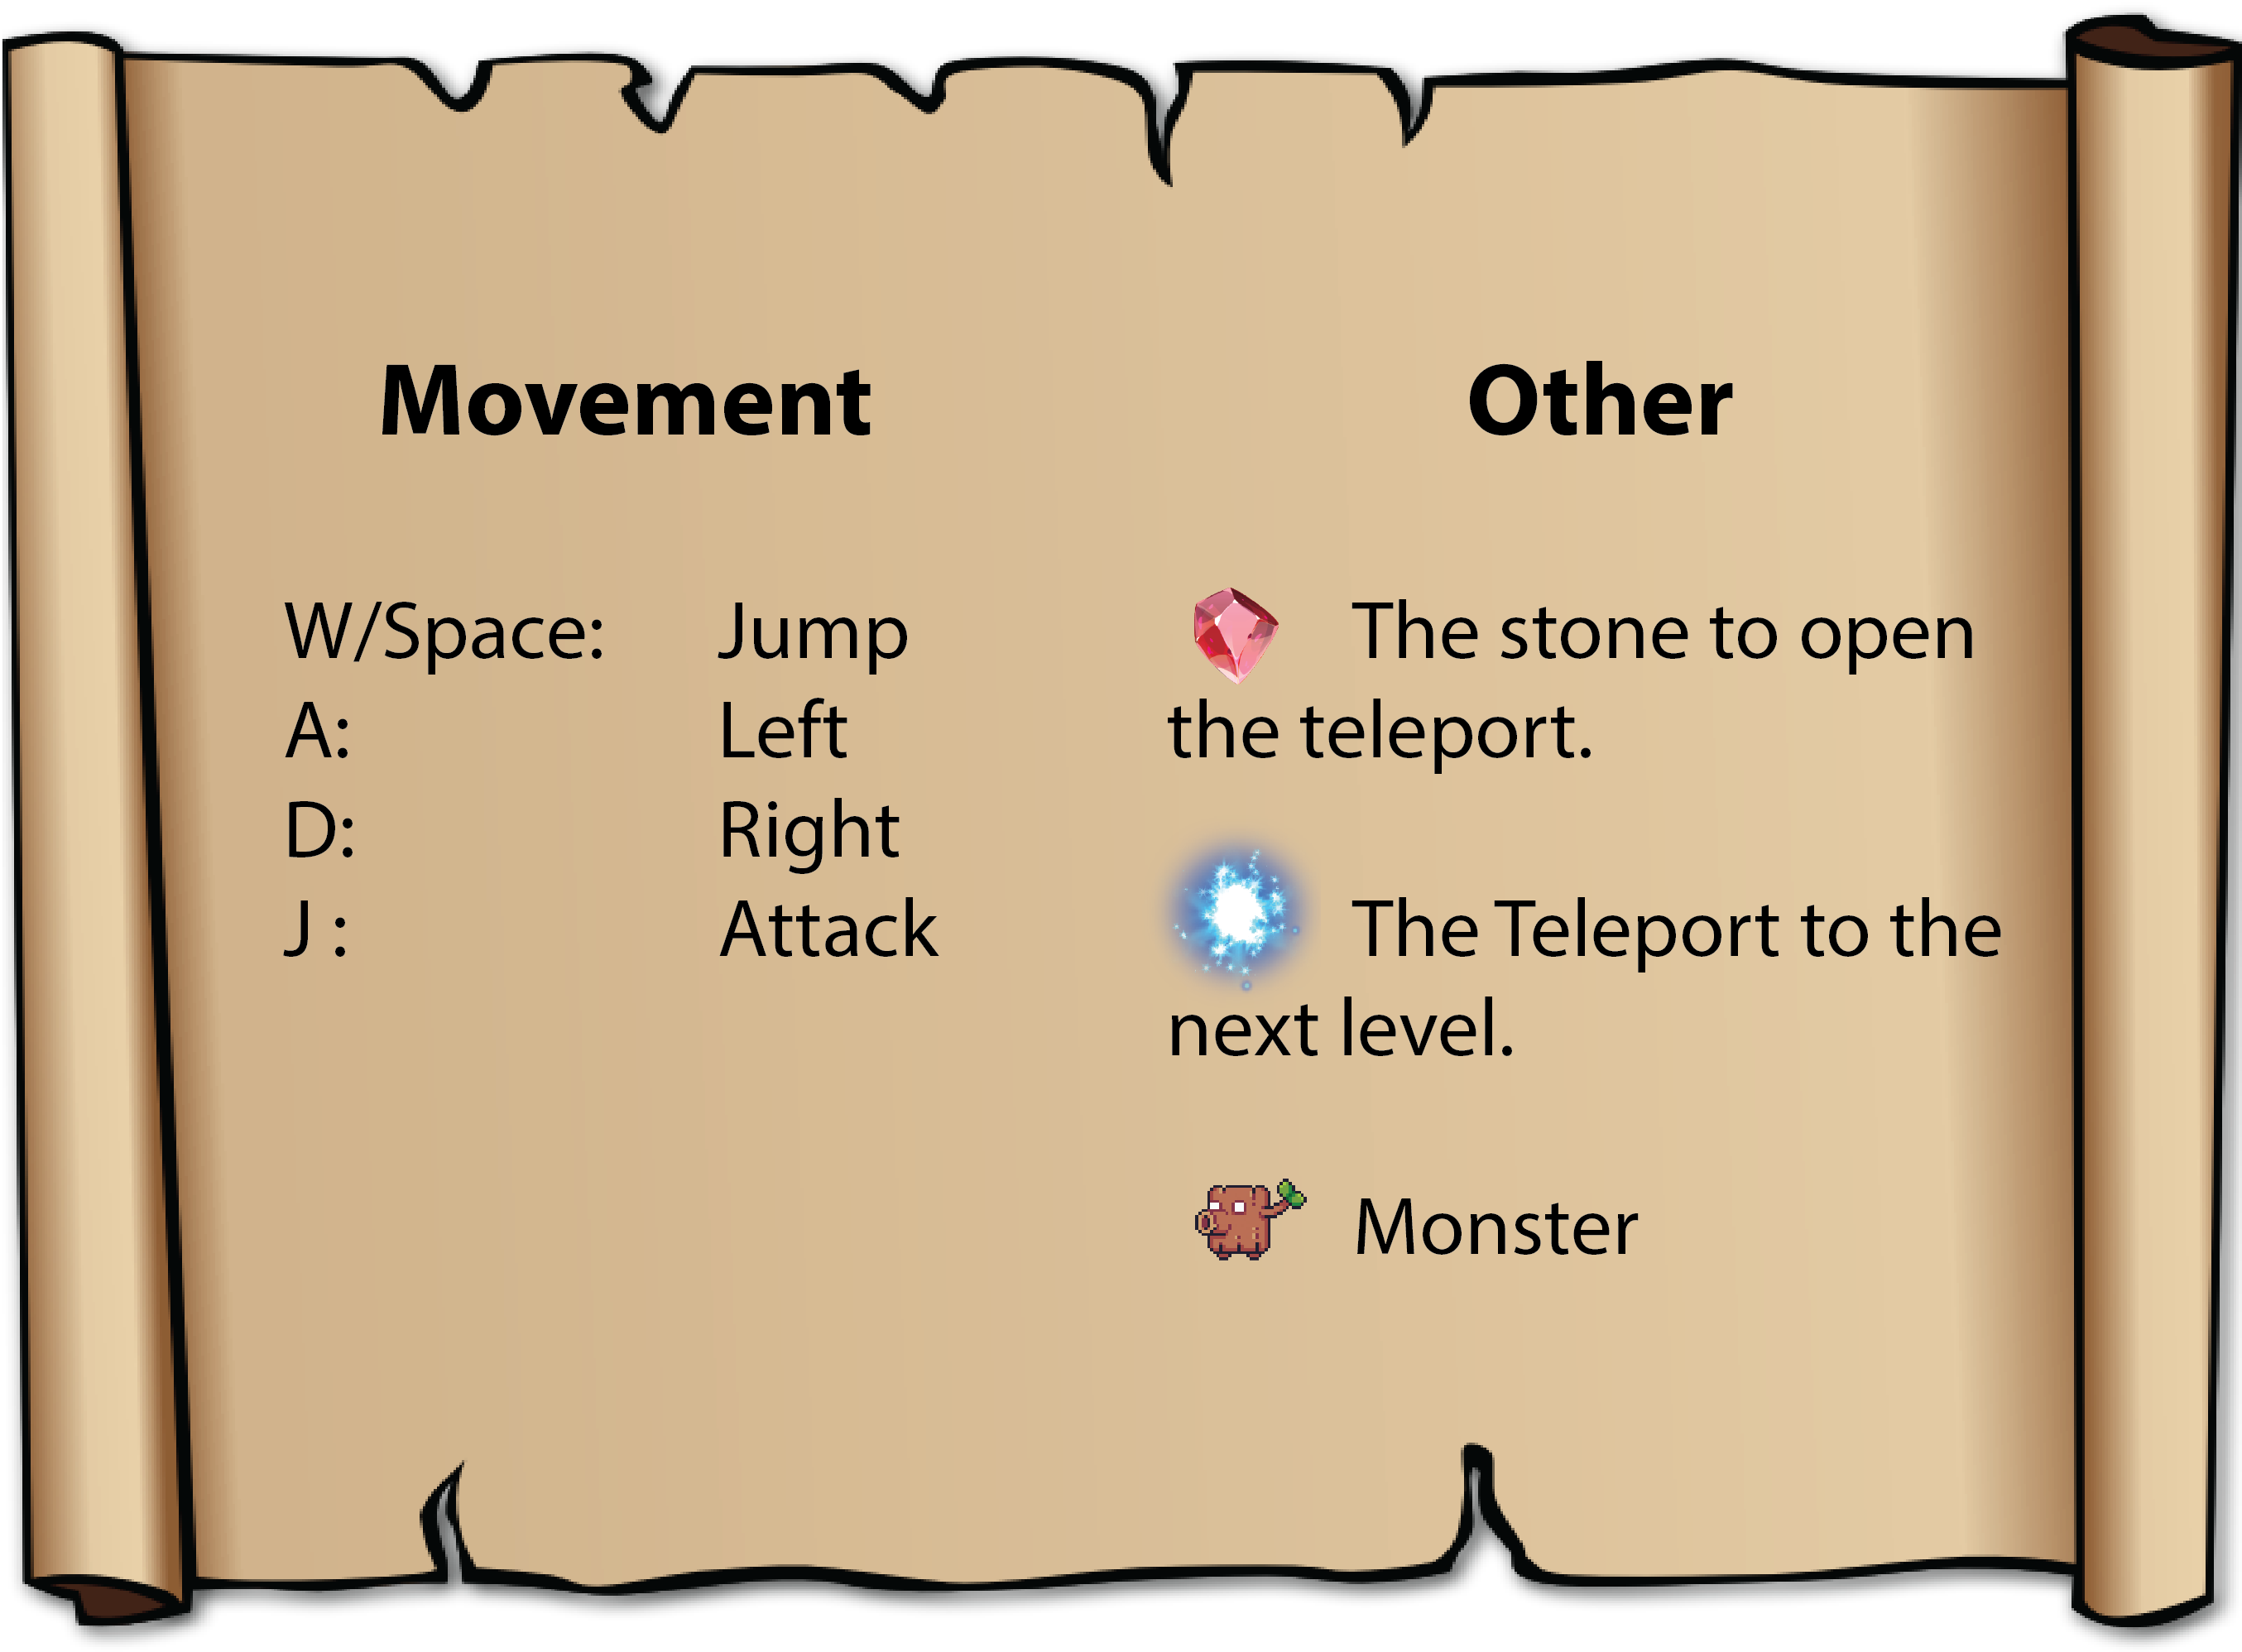 Movement
W/Space: Jump
A: Left
D: Right
J : Attack
Other
The stone to open
the teleport.
The Teleport to the
next level.
Monster